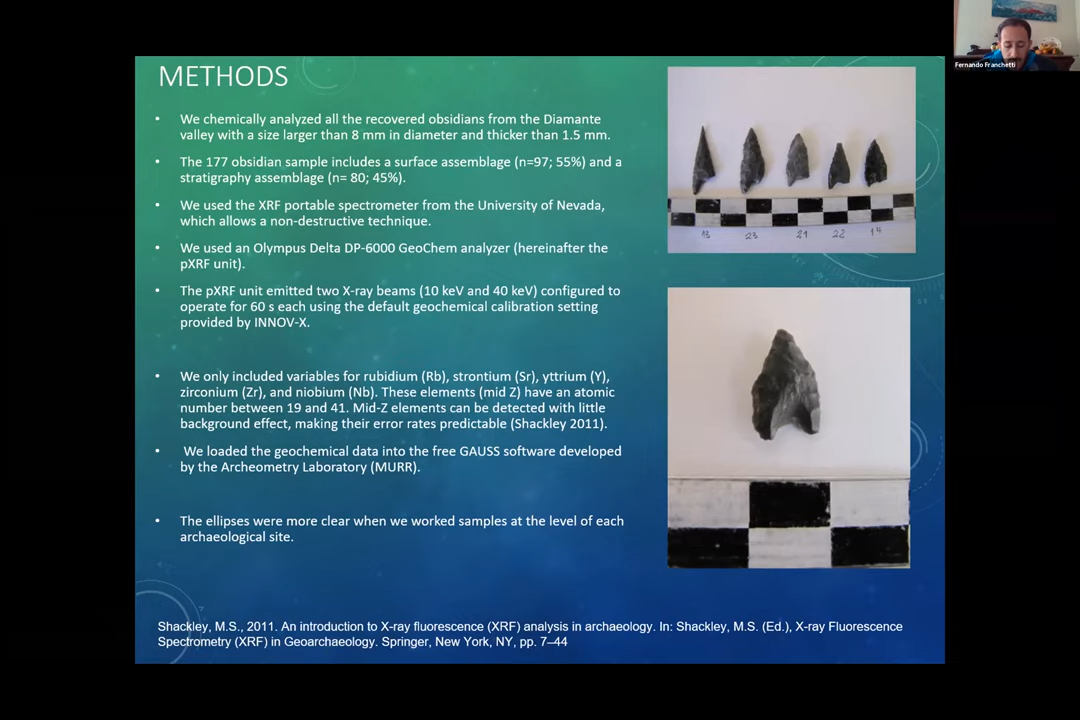 Fernando Franchetti
METHODS
• We chemically analyzed all the recovered obsidians from the Diamante
valley with a size larger than 8 mm in diameter and thicker than 1.5 mm.
• The 177 obsidian sample includes a surface assemblage (n=97; 55%) and a
stratigraphy assemblage (n= 80; 45%).
• We used the XRF portable spectrometer from the University of Nevada,
which allows a non-destructive technique.
• We used an Olympus Delta DP-6000 GeoChem analyzer (hereinafter the
pXRF unit).
• The pXRF unit emitted two X-ray beams (10 keV and 40 keV) configured to
operate for 60 s each using the default geochemical calibration setting
provided by INNOV-X.
• We only included variables for rubidium (Rb), strontium (Sr), yttrium (Y),
zirconium (Zr), and niobium (Nb). These elements (mid Z) have an atomic
number between 19 and 41. Mid-Z elements can be detected with little
background effect, making their error rates predictable (Shackley 2011).
• We loaded the geochemical data into the free GAUSS software developed
by the Archeometry Laboratory (MURR).
• The ellipses were more clear when we worked samples at the level of each
archaeological site.
13 23 21 22 14
Shackley, M.S., 2011. An introduction to X-ray fluorescence (XRF) analysis in archaeology. In: Shackley, M.S. (Ed.), X-ray Fluorescence
Spectrometry (XRF) in Geoarchaeology. Springer, New York, NY, pp. 7–44